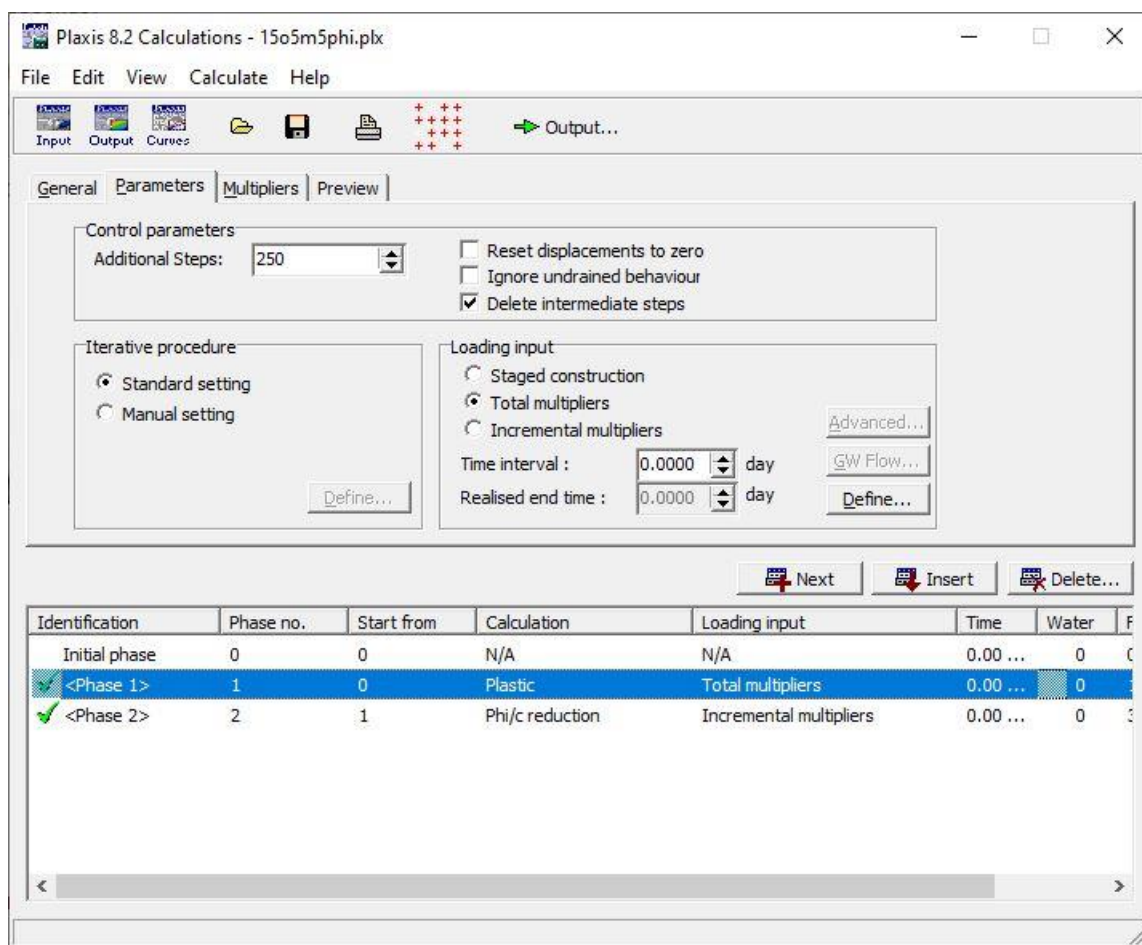 Plaxis 8.2 Calculations - 15o5m5phi.plx
File Edit View Calculate Help
Input Output Curves Output...
General Parameters Multipliers Preview
Control parameters
Additional Steps: 250 Reset displacements to zero
Ignore undrained behaviour
Delete intermediate steps
Iterative procedure Loading input
Standard setting Staged construction
Manual setting Total multipliers
Incremental multipliers Advanced...
Time interval : 0.0000 day GW Flow...
Define... Realised end time : 0.0000 day Define...
Next Insert Delete...
Identification Phase no. Start from Calculation Loading input Time Water F
Initial phase 0 0 N/A N/A 0.00 ... 0
<Phase 1> 1 0 Plastic Total multipliers 0.00 ... 0
<Phase 2> 2 1 Phi/c reduction Incremental multipliers 0.00 ... 0